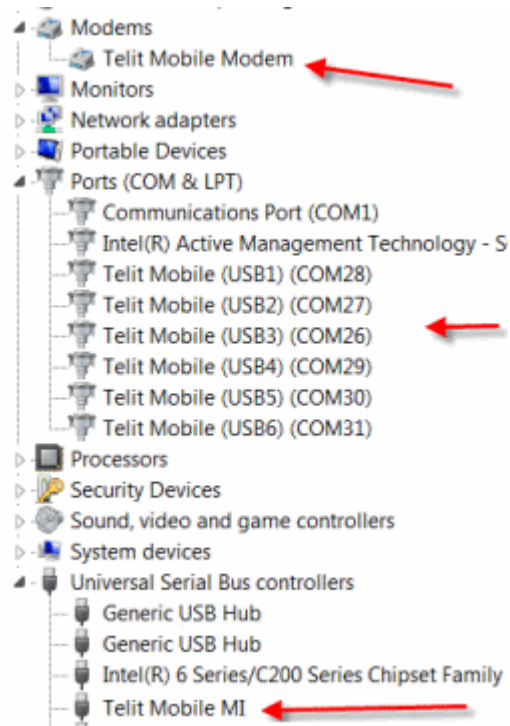 Modems
Telit Mobile Modem
Monitors
Network adapters
Portable Devices
Ports (COM & LPT)
Communications Port (COM1)
Intel(R) Active Management Technology - S
Telit Mobile (USB1) (COM28)
Telit Mobile (USB2) (COM27)
Telit Mobile (USB3) (COM26)
Telit Mobile (USB4) (COM29)
Telit Mobile (USB5) (COM30)
Telit Mobile (USB6) (COM31)
Processors
Security Devices
Sound, video and game controllers
System devices
Universal Serial Bus controllers
Generic USB Hub
Generic USB Hub
Intel(R) 6 Series/C200 Series Chipset Family
Telit Mobile MI